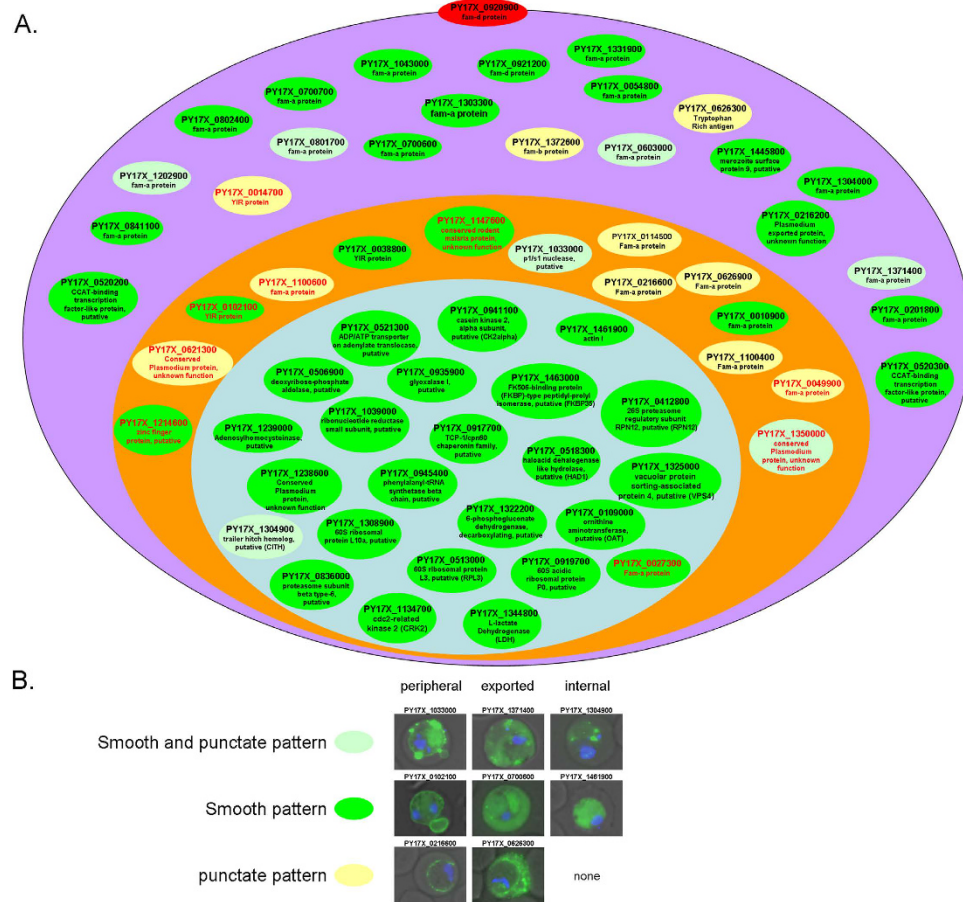 A.
PY17X_0920900
fam-d protein
PY17X_1331900
fam-a protein
PY17X_1043000
fam-a protein
PY17X_0921200
fam-d protein
PY17X_0700700
fam-a protein
PY17X_0054800
fam-a protein
PY17X_1303300
fam-a protein
PY17X_0626300
Tryptophan
Rich antigen
PY17X_0802400
fam-a protein
PY17X_0801700
fam-a protein
PY17X_0700600
fam-a protein
PY17X_1372600
fam-b protein
PY17X_0603000
fam-a protein
PY17X_1445800
merozoite surface
protein 9, putative
PY17X_1202900
fam-a protein
PY17X_0014700
YIR protein
PY17X_1304000
fam-a protein
PY17X_0841100
fam-a protein
PY17X_0216200
Plasmodium
exported protein,
unknown function
PY17X_1147600
conserved rodent
malaria protein,
unknown function
PY17X_0114500
Fam-a protein
PY17X_0038800
YIR protein
PY17X_1033000
p1/s1 nuclease,
putative
PY17X_1371400
fam-a protein
PY17X_0520200
CCAT-binding
transcription
factor-like protein,
putative
PY17X_1100600
fam-a protein
PY17X_0216600
Fam-a protein
PY17X_0626900
Fam-a protein
PY17X_0201800
fam-a protein
PY17X_0102100
YIR protein
PY17X_0941100
casein kinase 2,
alpha subunit,
putative (CK2alpha)
PY17X_0010900
fam-a protein
PY17X_0521300
ADP/ATP transporter
on adenylate translocase,
putative
PY17X_1461900
actin I
PY17X_0621300
Conserved
Plasmodium protein,
unknown function
PY17X_1100400
Fam-a protein
PY17X_0520300
CCAT-binding
transcription
factor-like protein,
putative
PY17X_0506900
deoxyribose-phosphate
aldolase, putative
PY17X_0935900
glyoxalase I,
putative
PY17X_1463000
FK506-binding protein
(FKBP)-type peptidyl-prolyl
isomerase, putative (FKBP35)
PY17X_0049900
fam-a protein
PY17X_0412800
26S proteasome
regulatory subunit
RPN12, putative (RPN12)
PY17X_1214600
zinc finger
protein, putative
PY17X_1239000
Adenosylhomocysteinase,
putative
PY17X_1039000
ribonucleotide reductase
small subunit, putative
PY17X_0917700
TCP-1/cpn60
chaperonin family,
putative
PY17X_1350000
conserved
Plasmodium
protein, unknown
function
PY17X_0518300
haloacid dehalogenase
like hydrolase,
putative (HAD1)
PY17X_1325000
vacuolar protein
sorting-associated
protein 4, putative (VPS4)
PY17X_1238600
Conserved
Plasmodium protein,
unknown function
PY17X_0945400
phenylalanyl-tRNA
synthetase beta
chain, putative
PY17X_1322200
6-phosphogluconate
dehydrogenase,
decarboxylating, putative
PY17X_0109000
ornithine
aminotransferase,
putative (OAT)
PY17X_1304900
trailer hitch homolog,
putative (CITH)
PY17X_1308900
60S ribosomal
protein L10a, putative
PY17X_0513000
60S ribosomal protein
L3, putative (RPL3)
PY17X_0919700
60S acidic
ribosomal protein
P0, putative
PY17X_0027300
Fam-a protein
PY17X_0836000
proteasome subunit
beta type-6,
putative
PY17X_1134700
cdc2-related
kinase 2 (CRK2)
PY17X_1344800
L-lactate
Dehydrogenase
(LDH)
B.
peripheral exported internal
PY17X_1033000 PY17X_1371400 PY17X_1304900
Smooth and punctate pattern
PY17X_0102100 PY17X_0700600 PY17X_1461900
Smooth pattern
PY17X_0216600 PY17X_0626300
punctate pattern
none